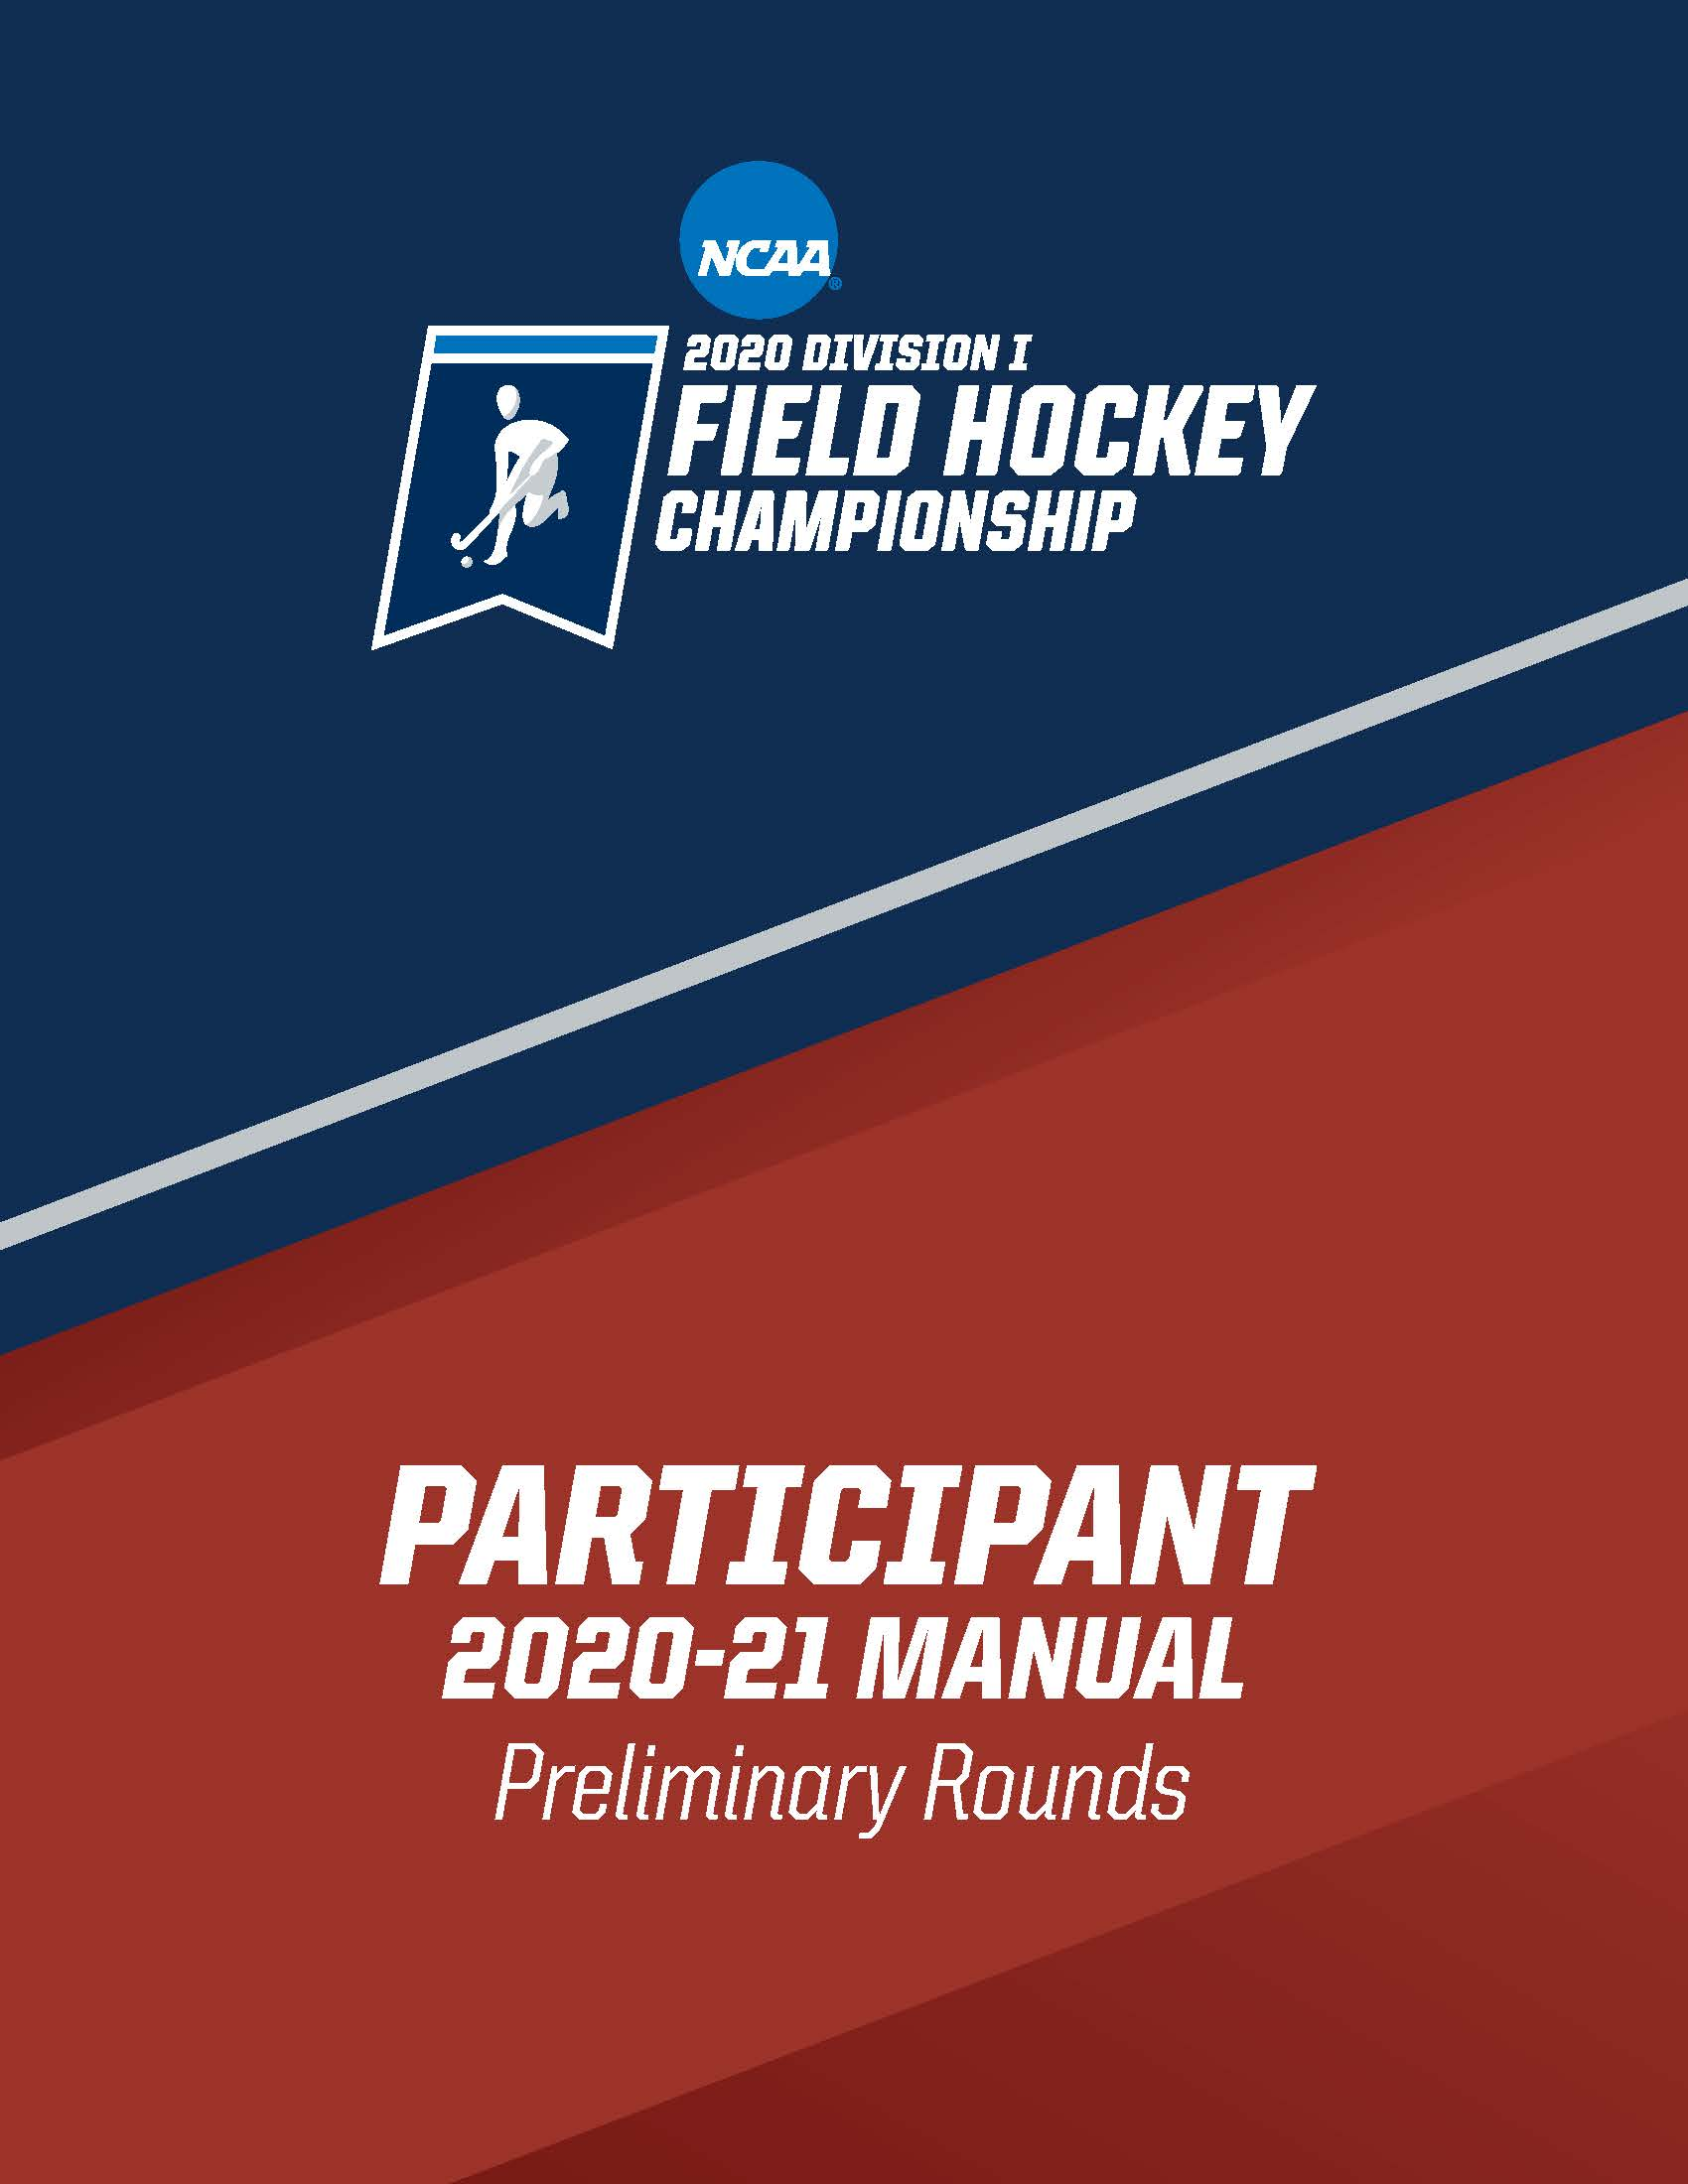 NCAA®
2020 DIVISION I
FIELD HOCKEY
CHAMPIONSHIP
PARTICIPANT
2020-21 MANUAL
Preliminary Rounds